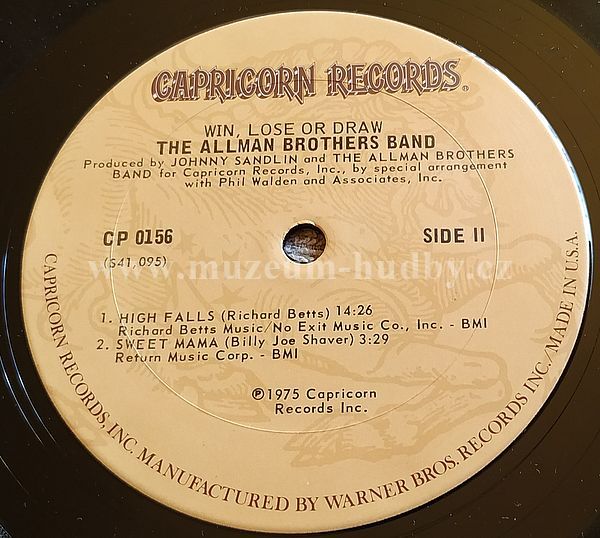 CAPRICORN RECORDS®
WIN, LOSE OR DRAW
THE ALLMAN BROTHERS BAND
Produced by JOHNNY SANDLIN and THE ALLMAN BROTHERS
BAND for Capricorn Records, Inc., by special arrangement
with Phil Walden and Associates, Inc.
CP 0156 SIDE II
(S41,095)
www.muzeum-hudby.cz
1. HIGH FALLS (Richard Betts) 14:26
Richard Betts Music/No Exit Music Co., Inc. - BMI
2. SWEET MAMA (Billy Joe Shaver) 3:29
Return Music Corp. - BMI
℗1975 Capricorn
Records Inc.
CAPRICORN RECORDS, INC. MANUFACTURED BY WARNER BROS. RECORDS INC./MADE IN U.S.A.